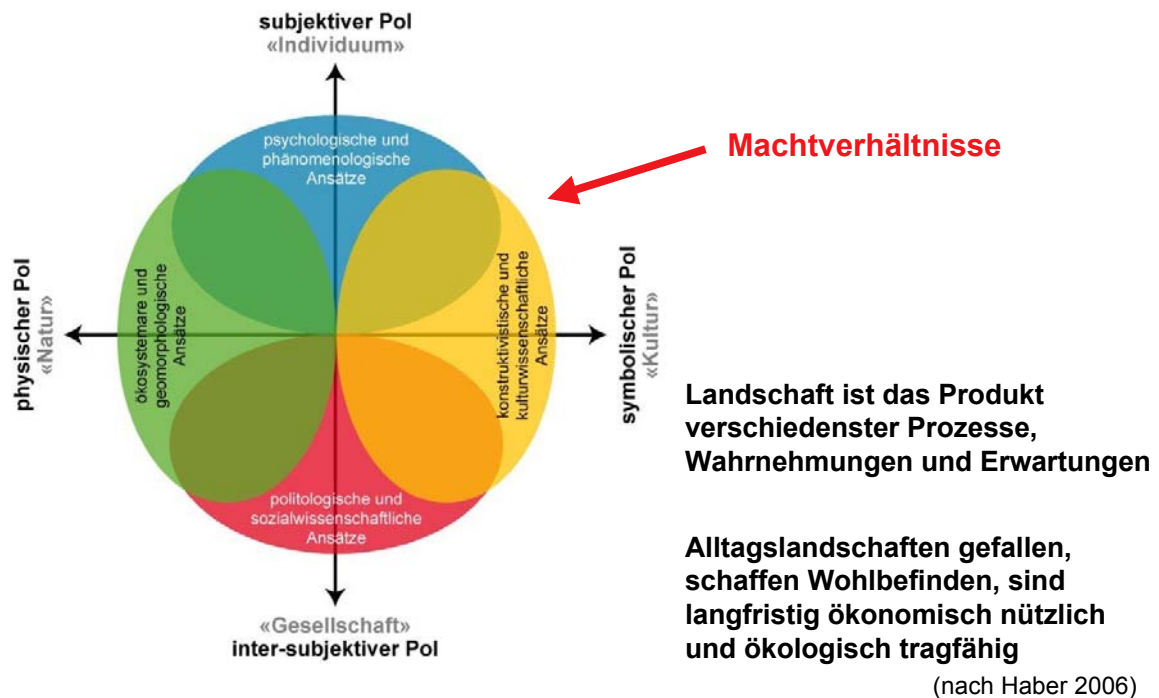 subjektiver Pol
«Individuum»
psychologische und
phänomenologische
Ansätze
Machtverhältnisse
physischer Pol
«Natur»
ökosystemare und
geomorphologische
Ansätze
konstruktivistische und
kulturwissenschaftliche
Ansätze
symbolischer Pol
«Kultur»
politologische und
sozialwissenschaftliche
Ansätze
«Gesellschaft»
inter-subjektiver Pol
Landschaft ist das Produkt
verschiedenster Prozesse,
Wahrnehmungen und Erwartungen
Alltagslandschaften gefallen,
schaffen Wohlbefinden, sind
langfristig ökonomisch nützlich
und ökologisch tragfähig
(nach Haber 2006)